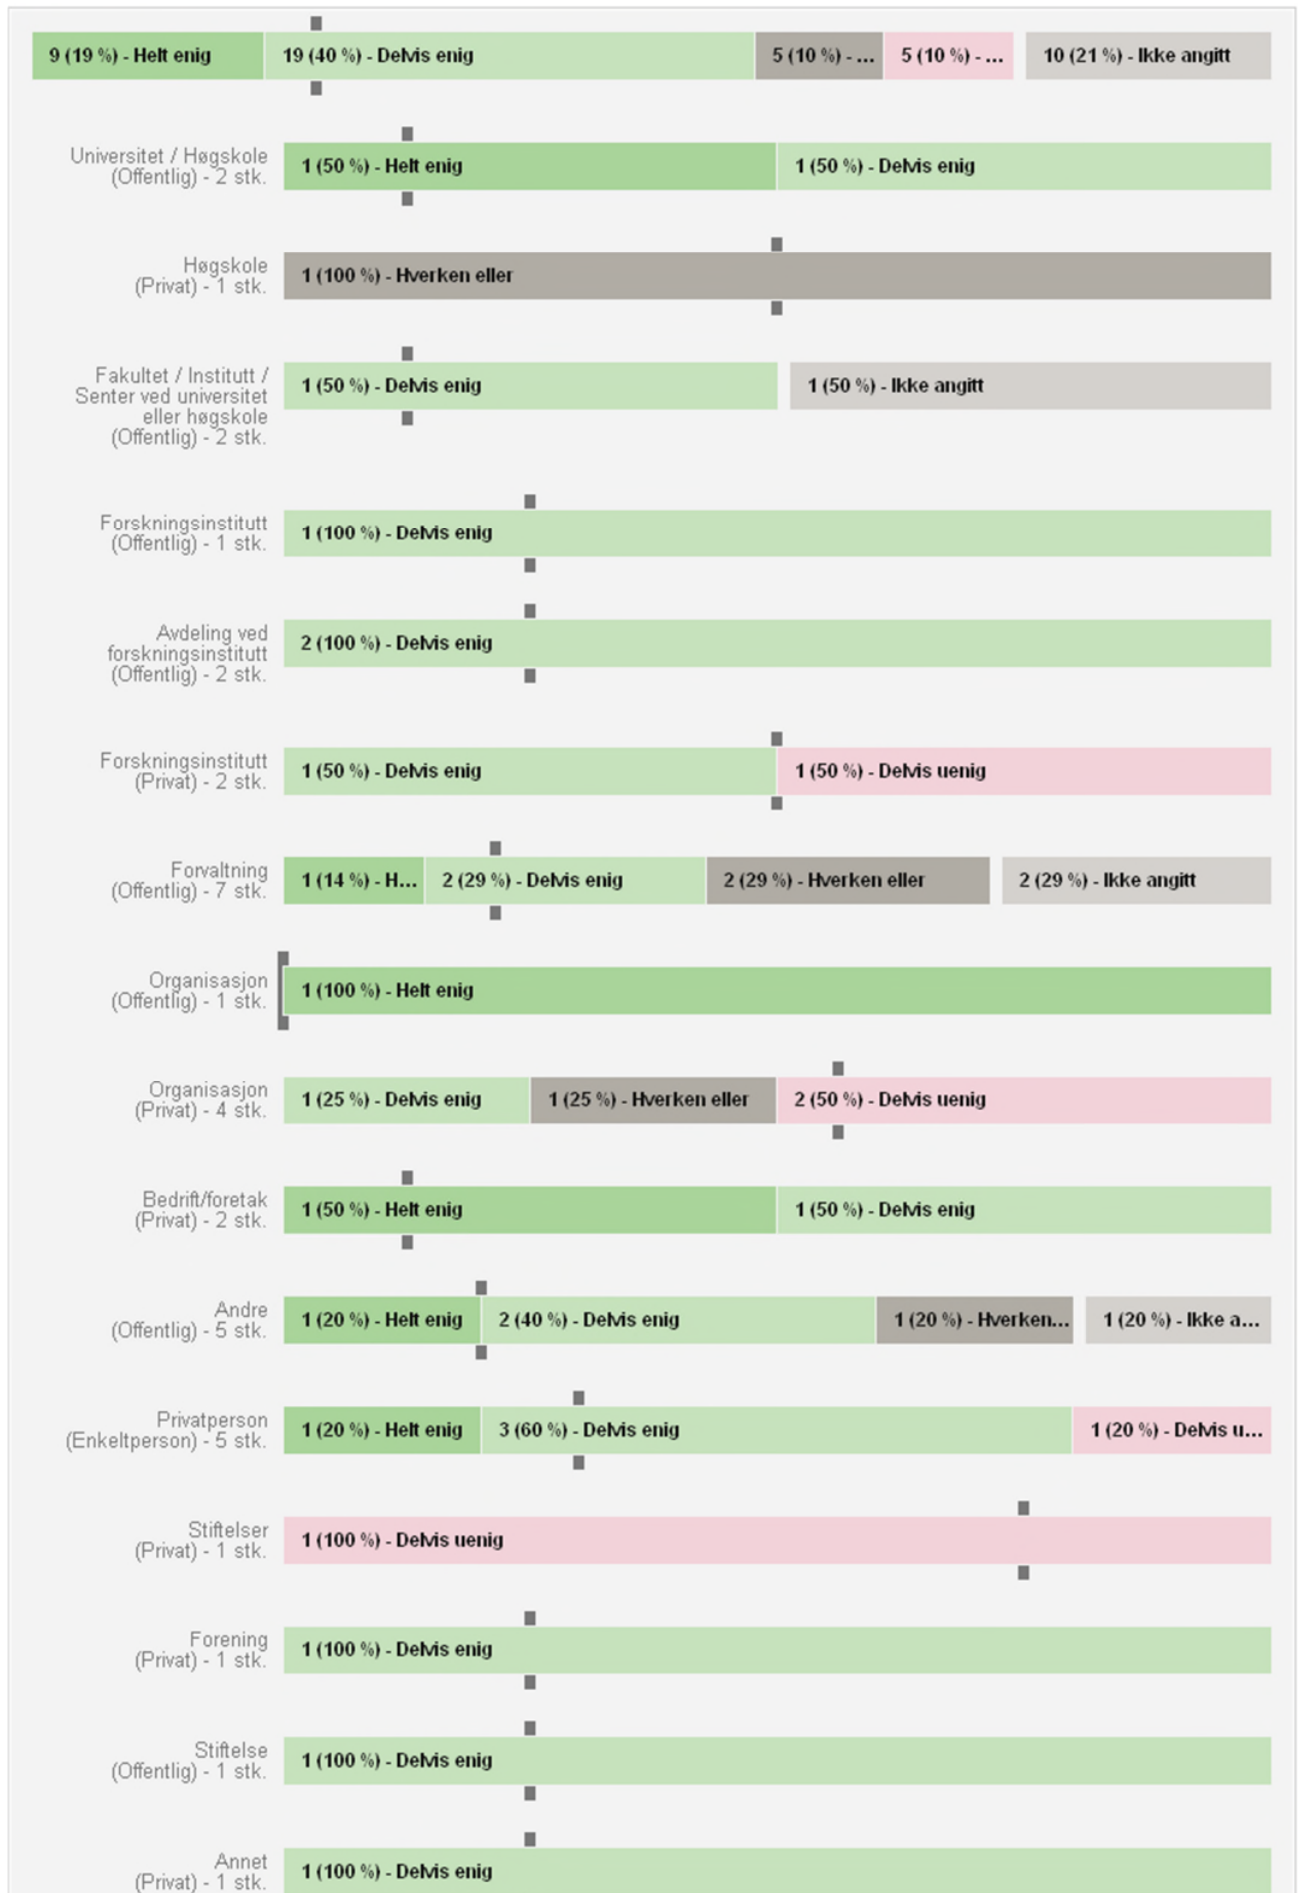 9 (19 %) - Helt enig 19 (40 %) - Delvis enig 5 (10 %) - ... 5 (10 %) - ... 10 (21 %) - Ikke angitt
Universitet / Høgskole
(Offentlig) - 2 stk.
1 (50 %) - Helt enig 1 (50 %) - Delvis enig
Høgskole
(Privat) - 1 stk.
1 (100 %) - Hverken eller
Fakultet / Institutt /
Senter ved universitet
eller høgskole
(Offentlig) - 2 stk.
1 (50 %) - Delvis enig 1 (50 %) - Ikke angitt
Forskningsinstitutt
(Offentlig) - 1 stk.
1 (100 %) - Delvis enig
Avdeling ved
forskningsinstitutt
(Offentlig) - 2 stk.
2 (100 %) - Delvis enig
Forskningsinstitutt
(Privat) - 2 stk.
1 (50 %) - Delvis enig 1 (50 %) - Delvis uenig
Forvaltning
(Offentlig) - 7 stk.
1 (14 %) - H... 2 (29 %) - Delvis enig 2 (29 %) - Hverken eller 2 (29 %) - Ikke angitt
Organisasjon
(Offentlig) - 1 stk.
1 (100 %) - Helt enig
Organisasjon
(Privat) - 4 stk.
1 (25 %) - Delvis enig 1 (25 %) - Hverken eller 2 (50 %) - Delvis uenig
Bedrift/foretak
(Privat) - 2 stk.
1 (50 %) - Helt enig 1 (50 %) - Delvis enig
Andre
(Offentlig) - 5 stk.
1 (20 %) - Helt enig 2 (40 %) - Delvis enig 1 (20 %) - Hverken... 1 (20 %) - Ikke a...
Privatperson
(Enkeltperson) - 5 stk.
1 (20 %) - Helt enig 3 (60 %) - Delvis enig 1 (20 %) - Delvis u...
Stiftelser
(Privat) - 1 stk.
1 (100 %) - Delvis uenig
Forening
(Privat) - 1 stk.
1 (100 %) - Delvis enig
Stiftelse
(Offentlig) - 1 stk.
1 (100 %) - Delvis enig
Annet
(Privat) - 1 stk.
1 (100 %) - Delvis enig